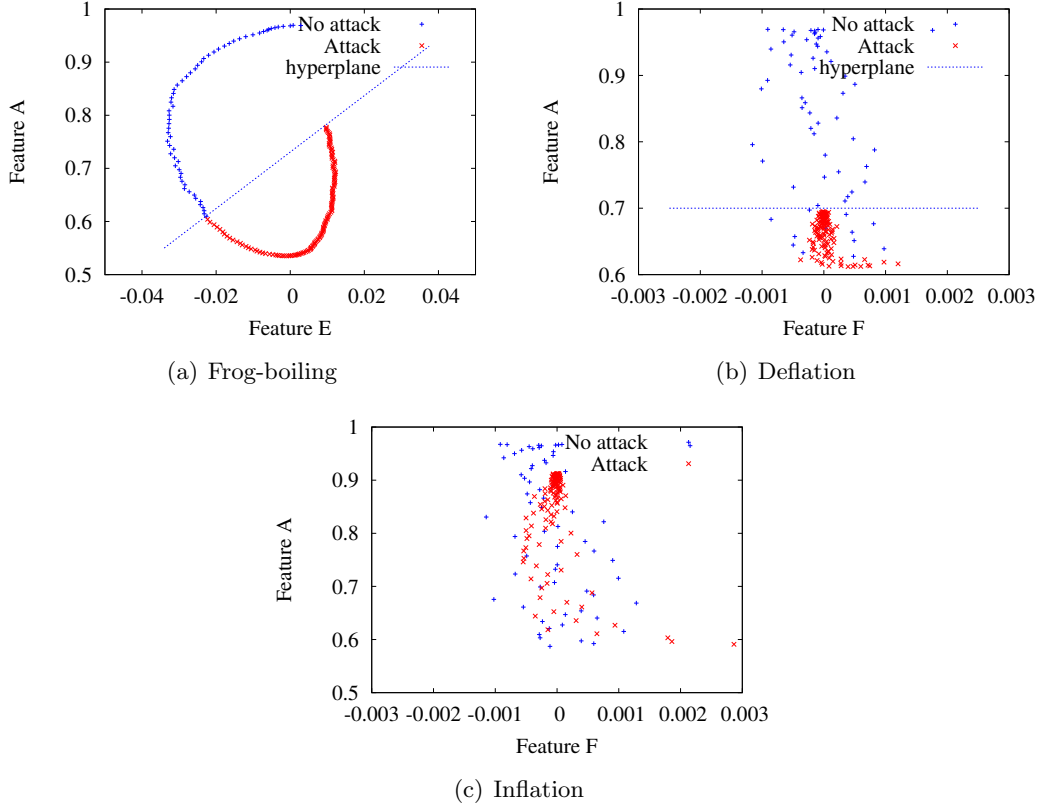 No attack
Attack
hyperplane
Feature A
1
0.9
0.8
0.7
0.6
0.5
-0.04 -0.02 0 0.02 0.04
Feature E
(a) Frog-boiling
No attack
Attack
hyperplane
Feature A
1
0.9
0.8
0.7
0.6
-0.003 -0.002 -0.001 0 0.001 0.002 0.003
Feature F
(b) Deflation
No attack
Attack
Feature A
1
0.9
0.8
0.7
0.6
0.5
-0.003 -0.002 -0.001 0 0.001 0.002 0.003
Feature F
(c) Inflation